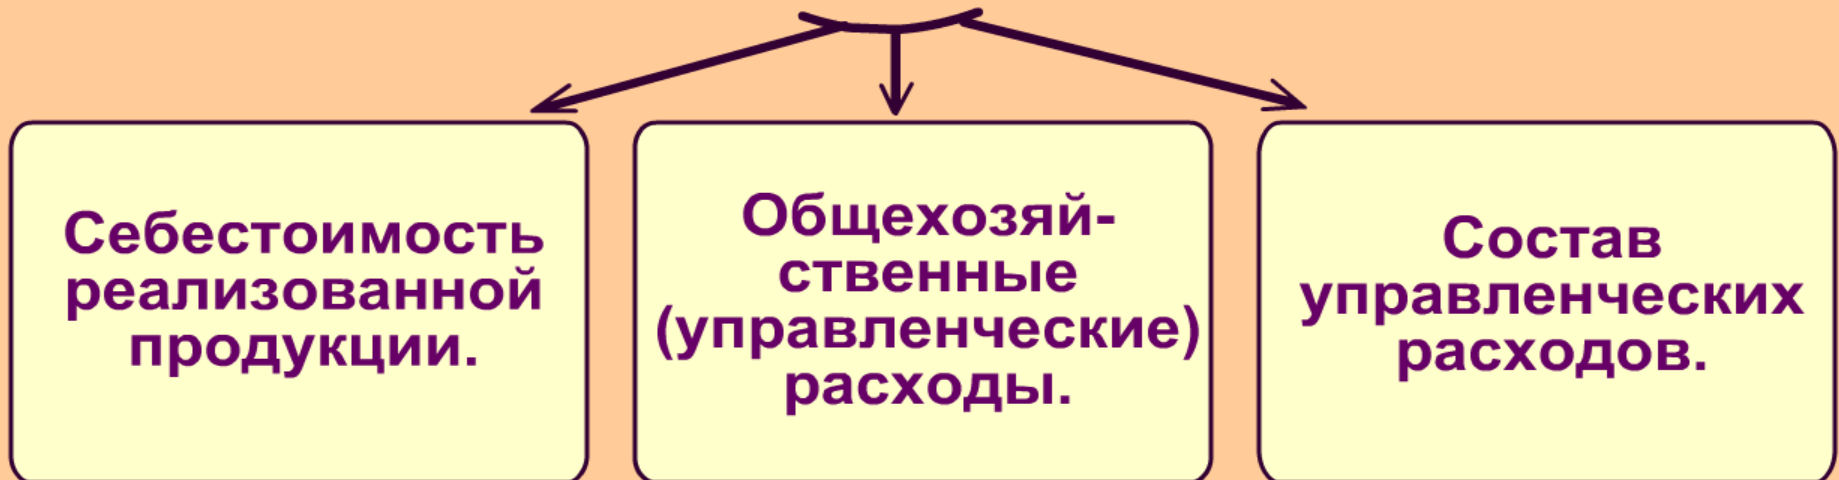 Себестоимость
реализованной
продукции.
Общехозяй-
ственные
(управленческие)
расходы.
Состав
управленческих
расходов.